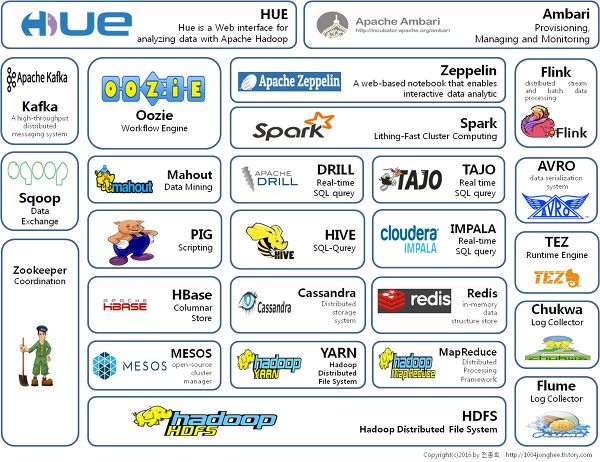 HUE
HUE
Hue is a Web interface for
analyzing data with Apache Hadoop
Apache Ambari
http://incubator.apache.org/ambari
Ambari
Provisioning,
Managing and Monitoring
Apache Kafka
Kafka
A high-throughput
distributed
messaging system
OOZIE
Oozie
Workflow Engine
Apache Zeppelin
Zeppelin
A web-based notebook that enables
interactive data analytic
Spark
Spark
Lithing-Fast Cluster Computing
Flink
distributed stream
and batch data
processing
Flink
sqoop
Sqoop
Data
Exchange
mahout
Mahout
Data Mining
APACHE
DRILL
DRILL
Real-time
SQL qurey
TAJO
TAJO
Real time
SQL query
AVRO
data serialization
system
AVRO
PIG
Scripting
HIVE
HIVE
SQL-Qurey
cloudera
IMPALA
IMPALA
Real-time
SQL query
TEZ
Runtime Engine
TEZ
Zookeeper
Coordination
APACHE
HBASE
HBase
Columnar
Store
Cassandra
Cassandra
Distributed
storage
system
redis
Redis
in-memory
data
structure store
Chukwa
Log Collector
chukwa
MESOS
MESOS
open-source
cluster
manager
hadoop
YARN
YARN
Hadoop
Distributed
File System
hadoop
MapReduce
MapReduce
Distributed
Processing
Framework
Flume
Log Collector
hadoop
HDFS
HDFS
Hadoop Distributed File System
Copyright(c)2016 by 전종회 http://1004jonghee.tistory.com